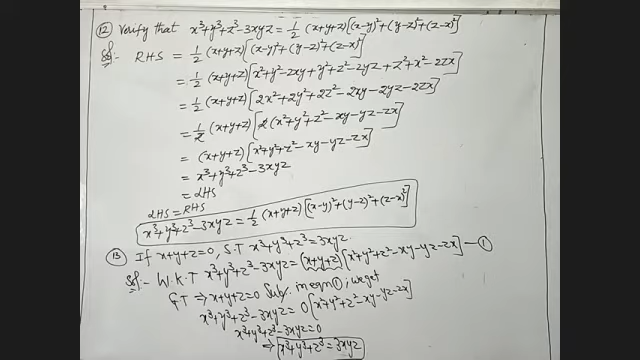 (12) Verify that x³+y³+z³-3xyz = 1/2 (x+y+z)[(x-y)²+(y-z)²+(z-x)²]
Sol:- RHS = 1/2 (x+y+z)[(x-y)²+(y-z)²+(z-x)²]
= 1/2 (x+y+z)[x²+y²-2xy+y²+z²-2yz+z²+x²-2zx]
= 1/2 (x+y+z)[2x²+2y²+2z²-2xy-2yz-2zx]
= 1/2 (x+y+z)[2(x²+y²+z²-xy-yz-zx]
= (x+y+z)[x²+y²+z²-xy-yz-zx]
= x³+y³+z³-3xyz
= LHS
LHS = RHS
x³+y³+z³-3xyz = 1/2 (x+y+z)[(x-y)²+(y-z)²+(z-x)²]
(13) If x+y+z=0, S.T x³+y³+z³=3xyz.
Sol:- W.K.T x³+y³+z³-3xyz = (x+y+z)[x²+y²+z²-xy-yz-zx] — (1)
GT ⇒ x+y+z=0 Sub. in eqn (1), we get
x³+y³+z³-3xyz = 0[x²+y²+z²-xy-yz-zx]
x³+y³+z³-3xyz=0
⇒ x³+y³+z³=3xyz